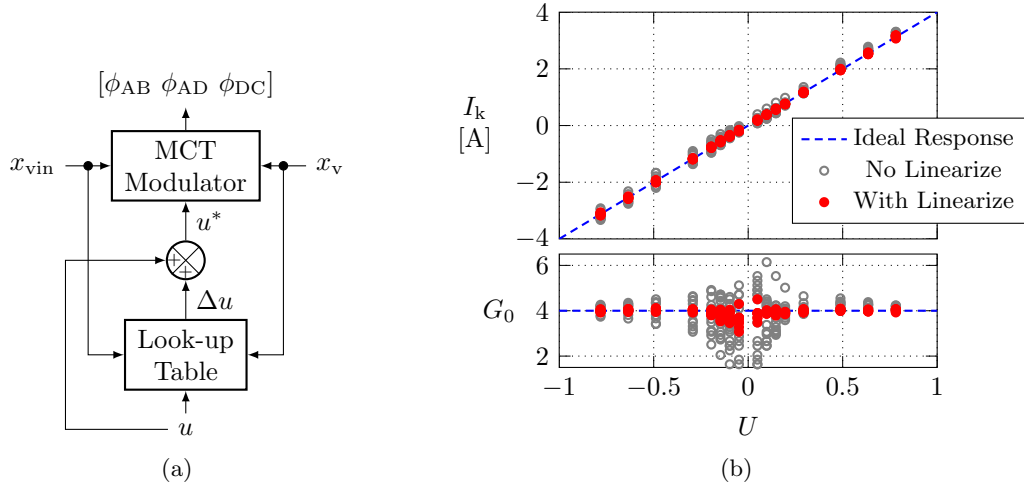 [ϕAB ϕAD ϕDC]
xvin
MCT
Modulator
xv
u*
+
+
Δu
Look-up
Table
u
(a)
4
2
0
−2
−4
Ik
[A]
Ideal Response
No Linearize
With Linearize
6
4
2
G0
−1
−0.5
0
0.5
1
U
(b)